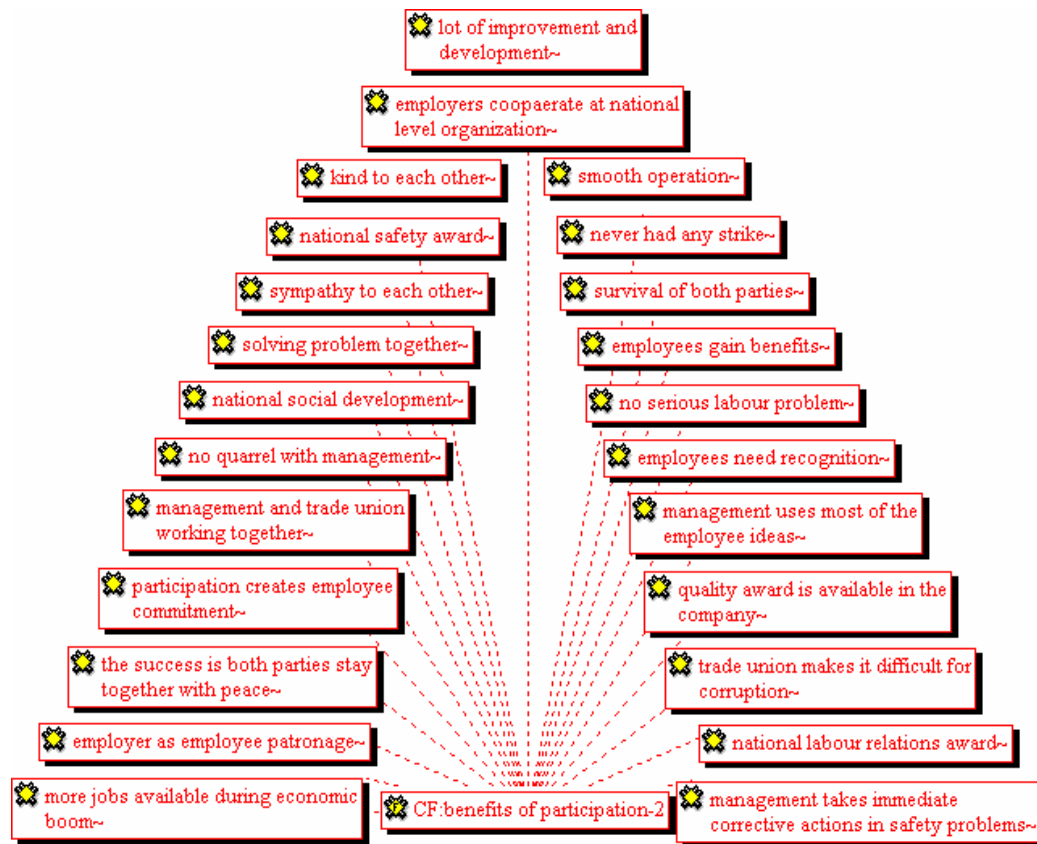 lot of improvement and
development~
employers coopaerate at national
level organization~
kind to each other~
smooth operation~
national safety award~
never had any strike~
sympathy to each other~
survival of both parties~
solving problem together~
employees gain benefits~
national social development~
no serious labour problem~
no quarrel with management~
employees need recognition~
management and trade union
working together~
management uses most of the
employee ideas~
participation creates employee
commitment~
quality award is available in the
company~
the success is both parties stay
together with peace~
trade union makes it difficult for
corruption~
employer as employee patronage~
national labour relations award~
more jobs available during economic
boom~
F CF:benefits of participation-2
management takes immediate
corrective actions in safety problems~